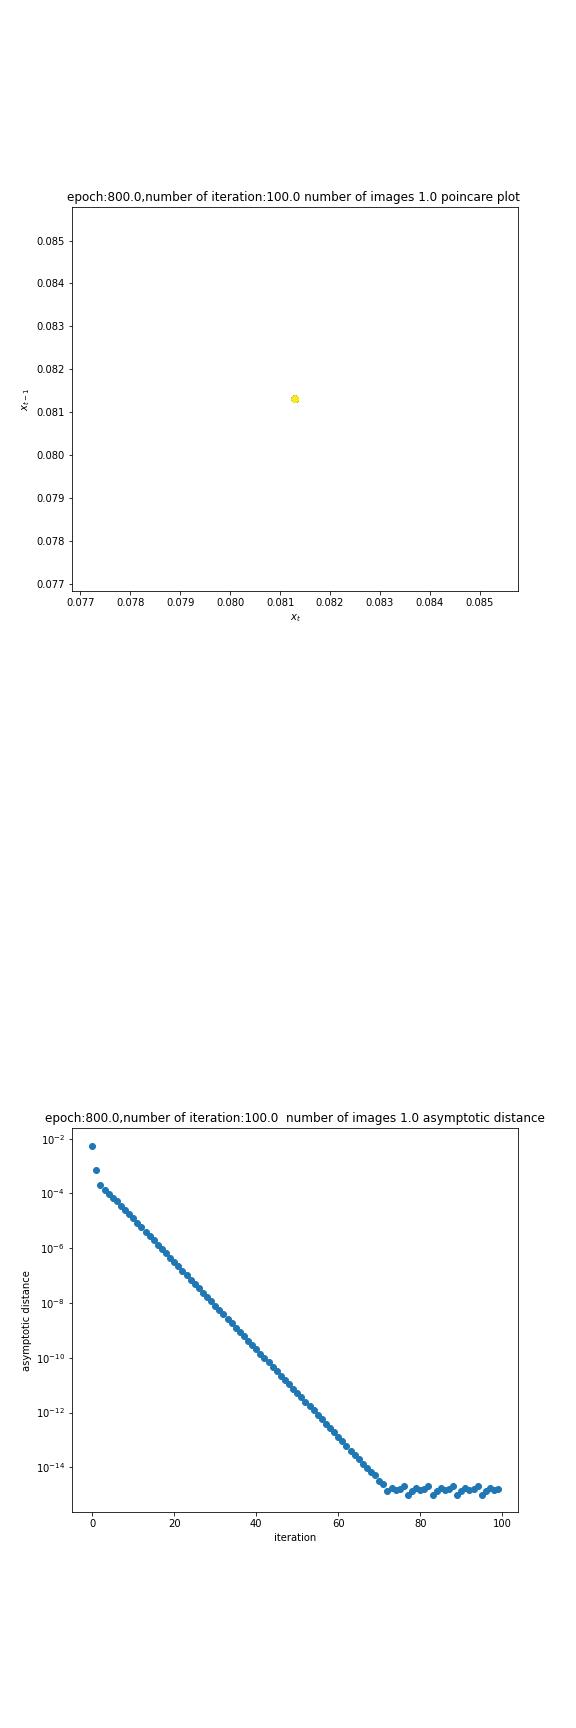 epoch:800.0,number of iteration:100.0 number of images 1.0 poincare plot
0.085
0.084
0.083
0.082
0.081
0.080
0.079
0.078
0.077
x_{t-1}
0.077 0.078 0.079 0.080 0.081 0.082 0.083 0.084 0.085
x_t
epoch:800.0,number of iteration:100.0  number of images 1.0 asymptotic distance
10^{-2}
10^{-4}
10^{-6}
10^{-8}
10^{-10}
10^{-12}
10^{-14}
asymptotic distance
0 20 40 60 80 100
iteration